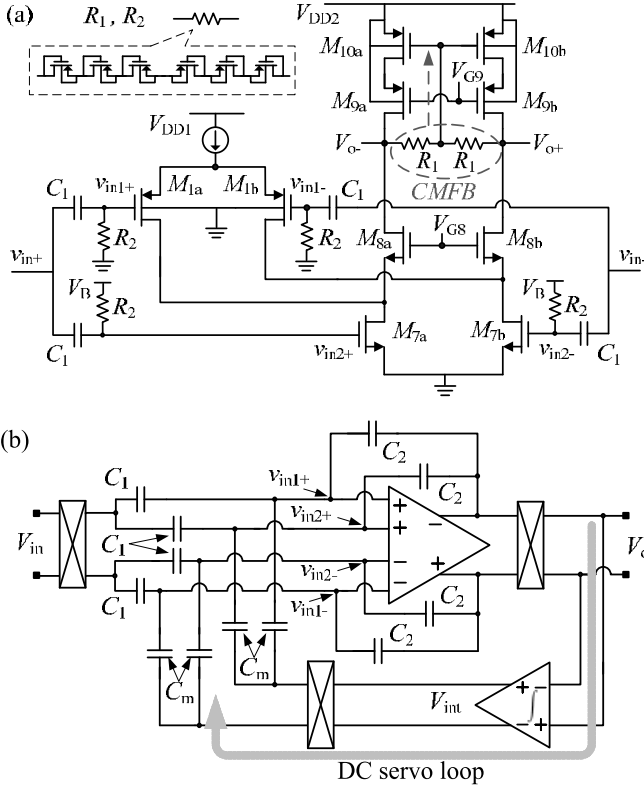 (a)
R1, R2
VDD2
M10a
M10b
VG9
M9a
M9b
VDD1
Vo-
Vo+
R1
R1
CMFB
C1
vin1+
M1a
M1b
vin1-
C1
R2
R2
M8a
VG8
M8b
vin+
vin-
VB
R2
VB
R2
C1
vin2+
M7a
M7b
vin2-
C1
(b)
C2
C1
vin1+
C2
vin2+
Vin
C1
vin2-
C1
vin1-
C2
C2
Cm
Cm
Vint
DC servo loop